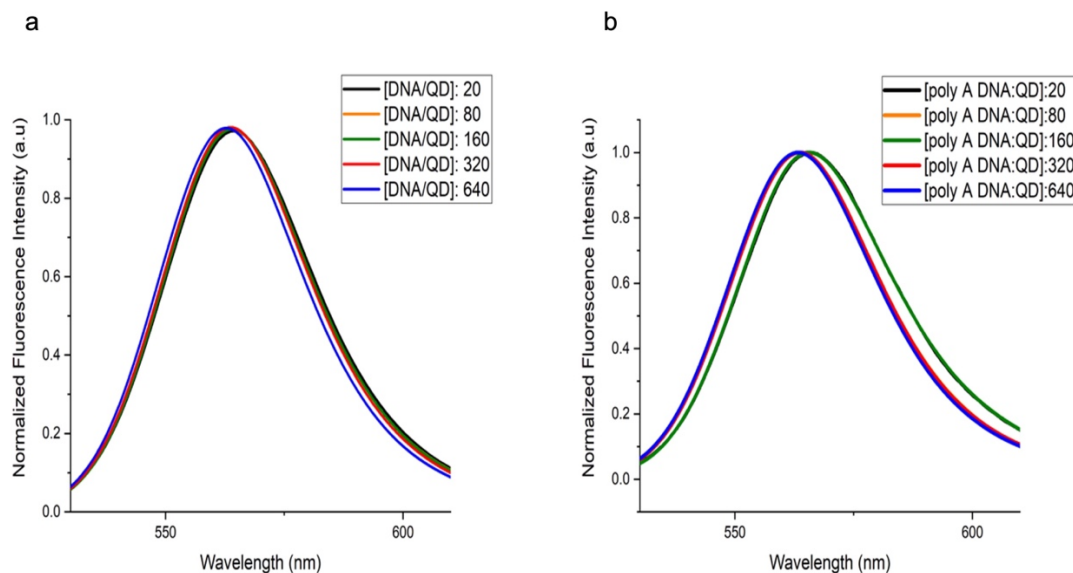 a
[DNA/QD]: 20
[DNA/QD]: 80
[DNA/QD]: 160
[DNA/QD]: 320
[DNA/QD]: 640
Normalized Fluorescence Intensity (a.u)
1.0
0.8
0.6
0.4
0.2
0.0
550
600
Wavelength (nm)
b
[poly A DNA:QD]:20
[poly A DNA:QD]:80
[poly A DNA:QD]:160
[poly A DNA:QD]:320
[poly A DNA:QD]:640
Normalized Fluorescence Intensity (a.u)
1.0
0.8
0.6
0.4
0.2
0.0
550
600
Wavelength (nm)